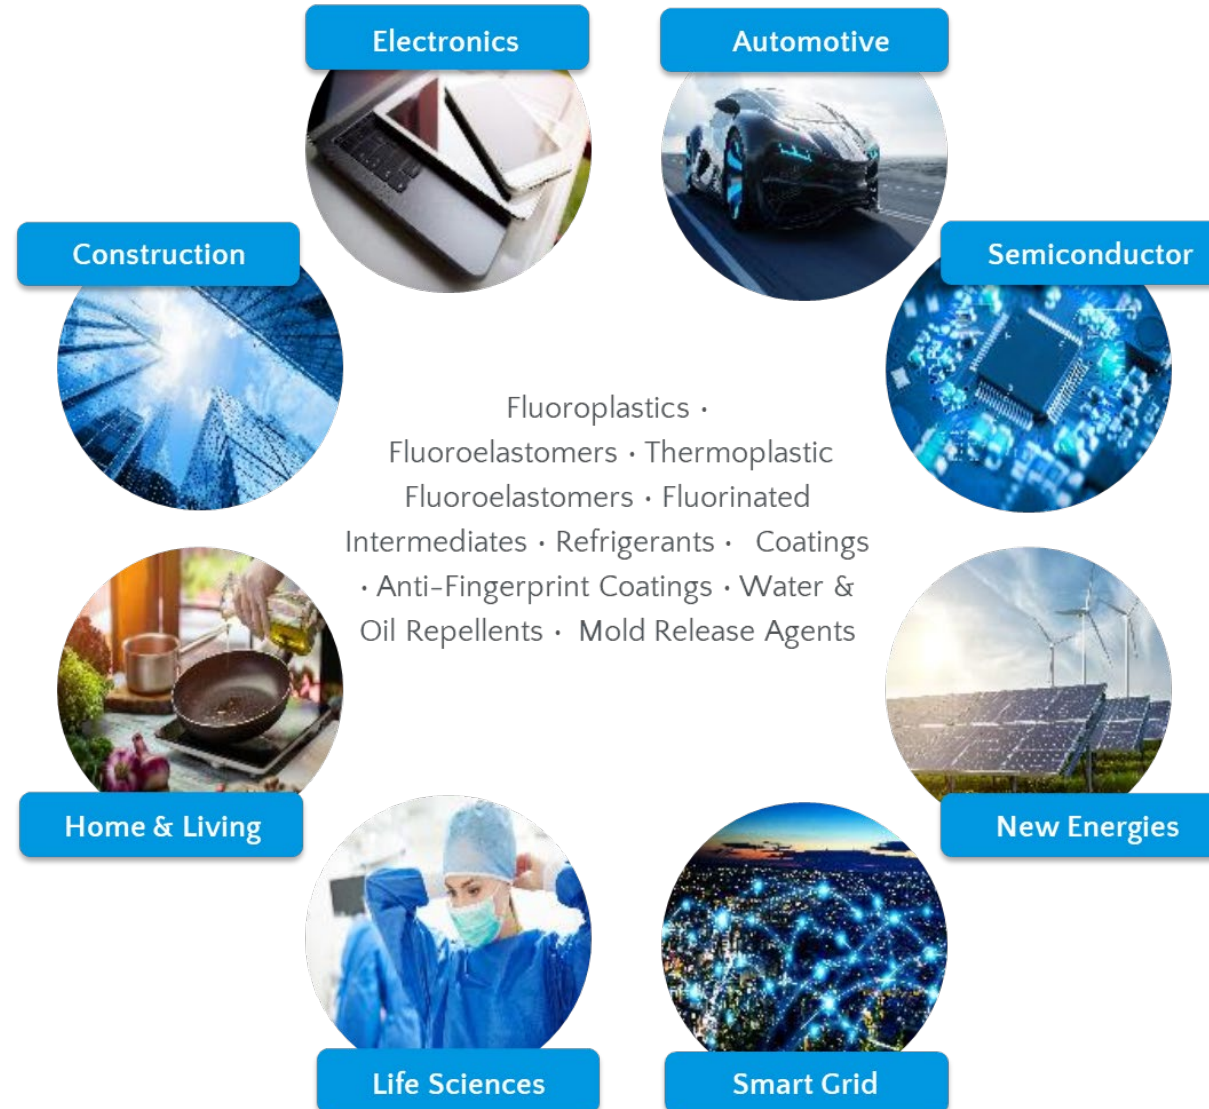 Electronics
Automotive
Construction
Semiconductor
Fluoroplastics •
Fluoroelastomers • Thermoplastic
Fluoroelastomers • Fluorinated
Intermediates • Refrigerants • Coatings
• Anti-Fingerprint Coatings • Water &
Oil Repellents • Mold Release Agents
Home & Living
New Energies
Life Sciences
Smart Grid